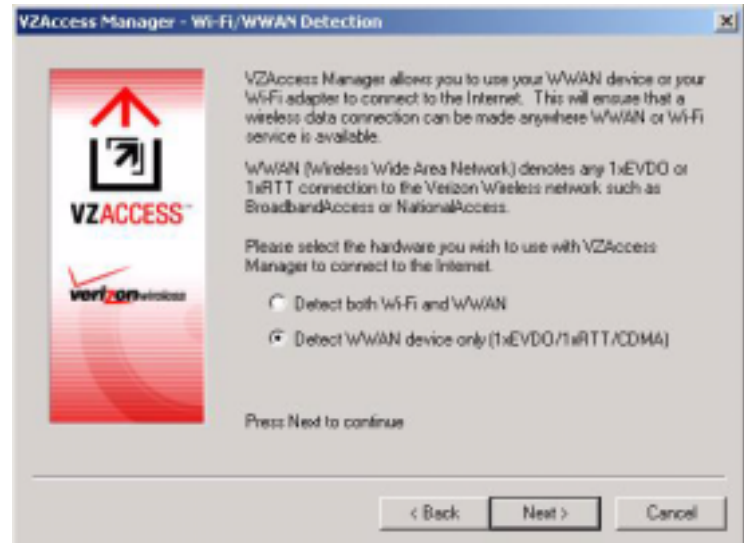 VZAccess Manager - Wi-Fi/WWAN Detection
VZAccess Manager allows you to use your WWAN device or your
Wi-Fi adapter to connect to the Internet. This will ensure that a
wireless data connection can be made anywhere WWAN or Wi-Fi
service is available.
WWAN (Wireless Wide Area Network) denotes any 1xEVDO or
1xRTT connection to the Verizon Wireless network such as
BroadbandAccess or NationalAccess.
VZACCESS
Please select the hardware you wish to use with VZAccess
Manager to connect to the Internet.
verizon wireless
Detect both Wi-Fi and WWAN
Detect WWAN device only (1xEVDO/1xRTT/CDMA)
Press Next to continue
< Back
Next >
Cancel